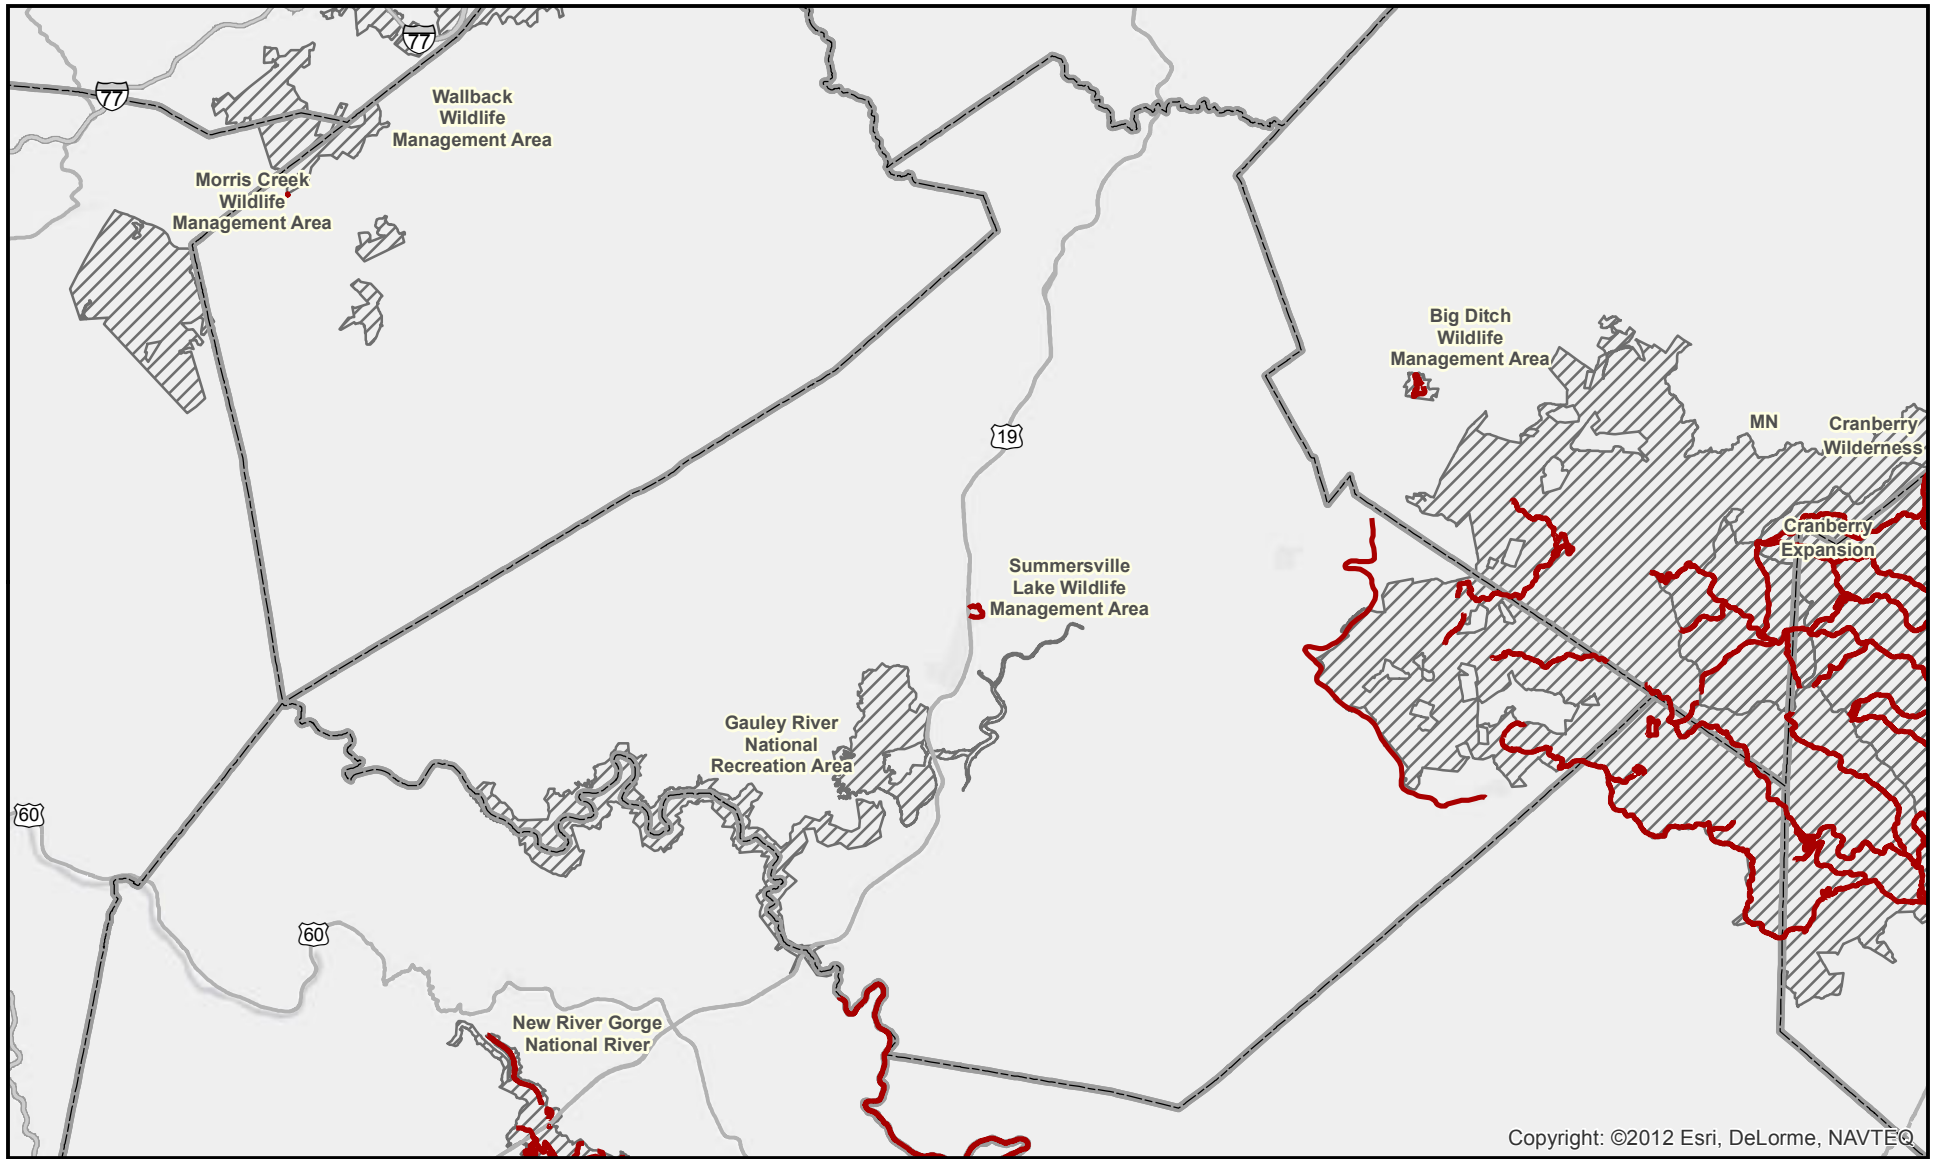 77
77
Wallback
Wildlife
Management Area
Morris Creek
Wildlife
Management Area
Big Ditch
Wildlife
Management Area
MN
Cranberry
Wilderness
19
Cranberry
Expansion
Summersville
Lake Wildlife
Management Area
Gauley River
National
Recreation Area
60
60
New River Gorge
National River
Copyright: ©2012 Esri, DeLorme, NAVTEQ